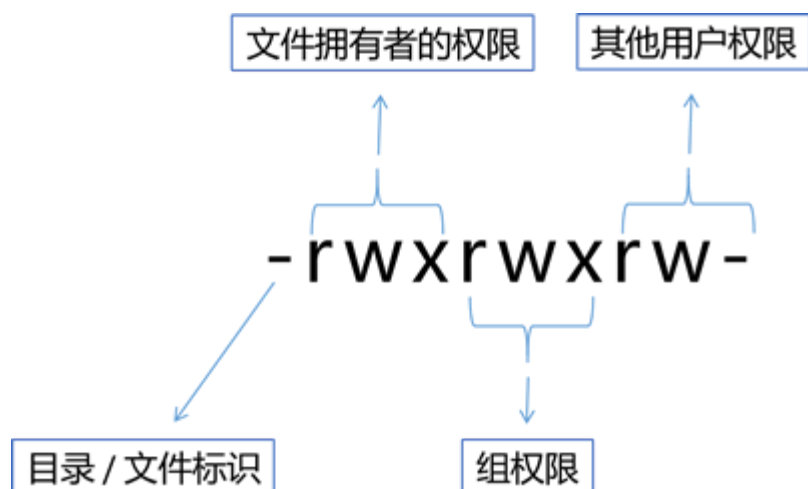 文件拥有者的权限
其他用户权限
-rwxrwxrw-
目录 / 文件标识
组权限